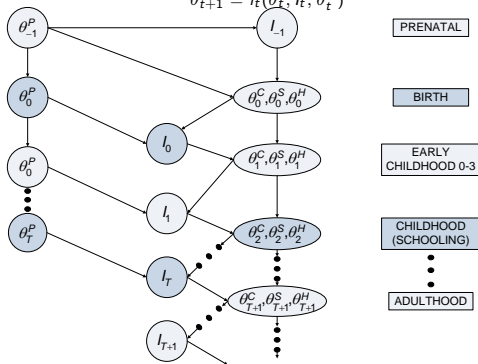 θ_{t+1} = f_t(θ_t, I_t, θ_t^P)
θ_{-1}^P I_{-1} PRENATAL
θ_0^P θ_0^C, θ_0^S, θ_0^H BIRTH
I_0
θ_0^P θ_1^C, θ_1^S, θ_1^H EARLY
CHILDHOOD 0-3
I_1
θ_T^P θ_2^C, θ_2^S, θ_2^H CHILDHOOD
(SCHOOLING)
I_T
θ_{T+1}^C, θ_{T+1}^S, θ_{T+1}^H ADULTHOOD
I_{T+1}